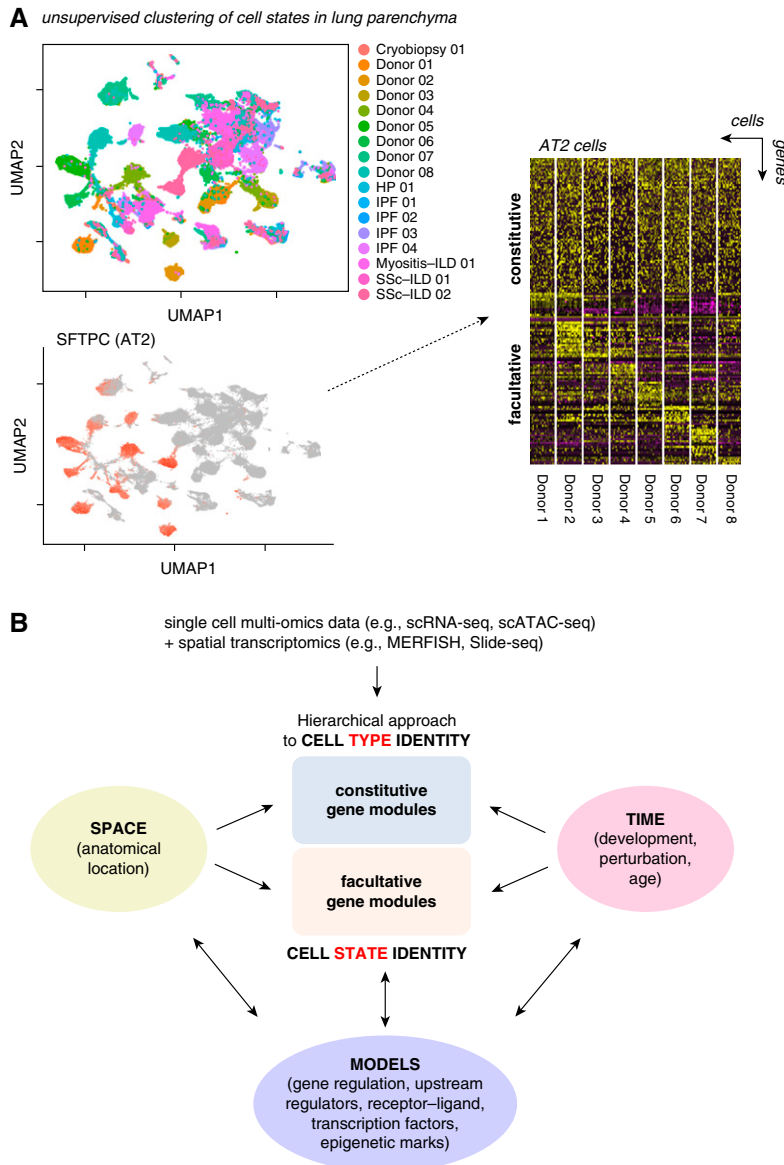 A
unsupervised clustering of cell states in lung parenchyma
UMAP2
UMAP1
Cryobiopsy 01
Donor 01
Donor 02
Donor 03
Donor 04
Donor 05
Donor 06
Donor 07
Donor 08
HP 01
IPF 01
IPF 02
IPF 03
IPF 04
Myositis–ILD 01
SSc–ILD 01
SSc–ILD 02
SFTPC (AT2)
UMAP2
UMAP1
cells
genes
AT2 cells
constitutive
facultative
Donor 1
Donor 2
Donor 3
Donor 4
Donor 5
Donor 6
Donor 7
Donor 8
B
single cell multi-omics data (e.g., scRNA-seq, scATAC-seq)
+ spatial transcriptomics (e.g., MERFISH, Slide-seq)
Hierarchical approach
to CELL TYPE IDENTITY
constitutive
gene modules
SPACE
(anatomical
location)
TIME
(development,
perturbation,
age)
facultative
gene modules
CELL STATE IDENTITY
MODELS
(gene regulation, upstream
regulators, receptor–ligand,
transcription factors,
epigenetic marks)